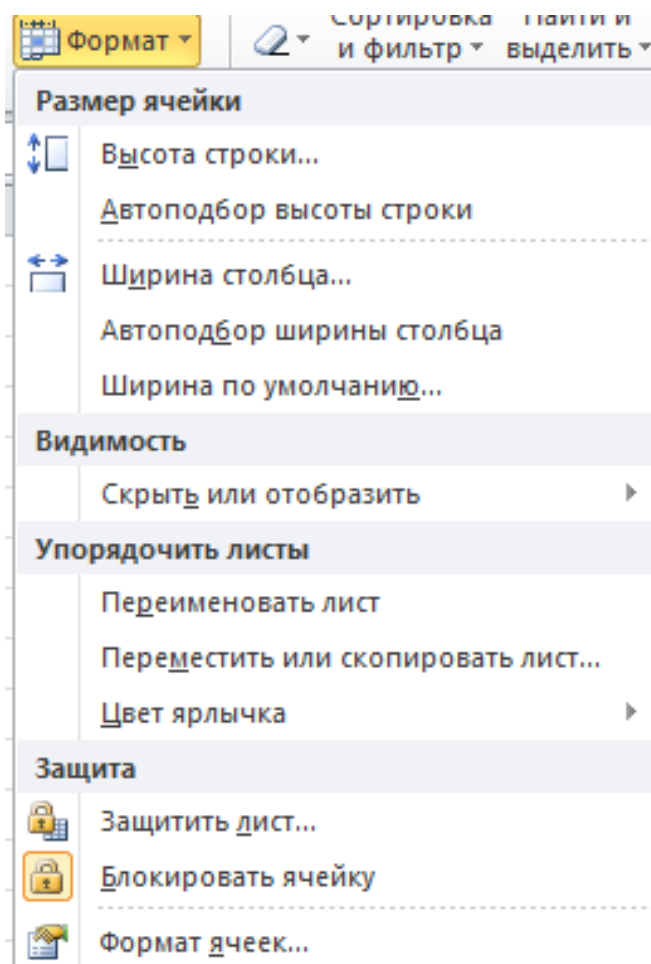 Формат
Сортировка
и фильтр
Найти и
выделить
Размер ячейки
Высота строки...
Автоподбор высоты строки
Ширина столбца...
Автоподбор ширины столбца
Ширина по умолчанию...
Видимость
Скрыть или отобразить
Упорядочить листы
Переименовать лист
Переместить или скопировать лист...
Цвет ярлычка
Защита
Защитить лист...
Блокировать ячейку
Формат ячеек...